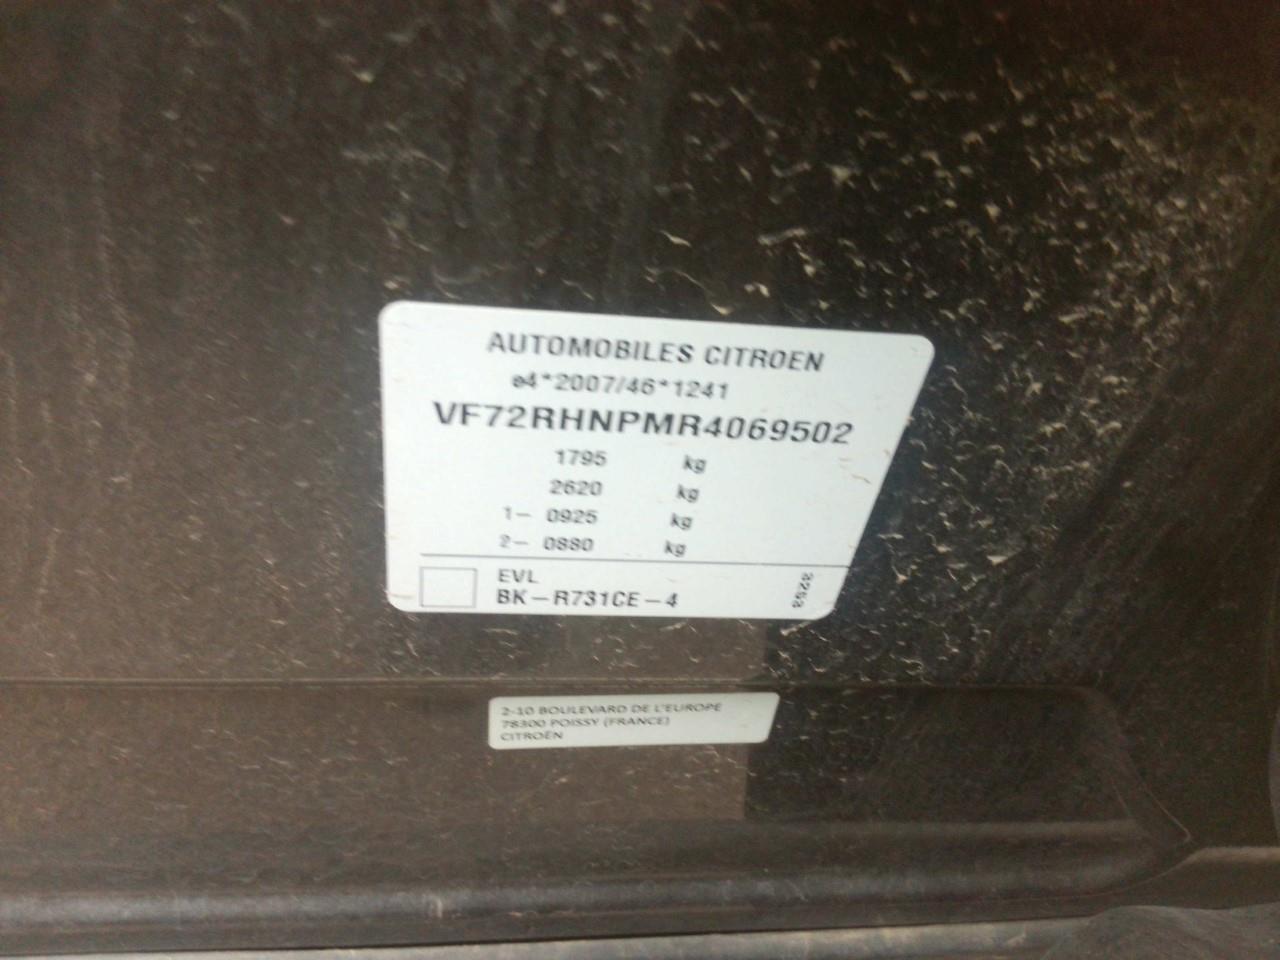 AUTOMOBILES CITROEN
e4*2007/46*1241
VF72RHNPMR4069502
1795 kg
2620 kg
1- 0925 kg
2- 0880 kg
EVL
BK-R731CE-4
3253
2-10 BOULEVARD DE L'EUROPE
78300 POISSY (FRANCE)
CITROËN